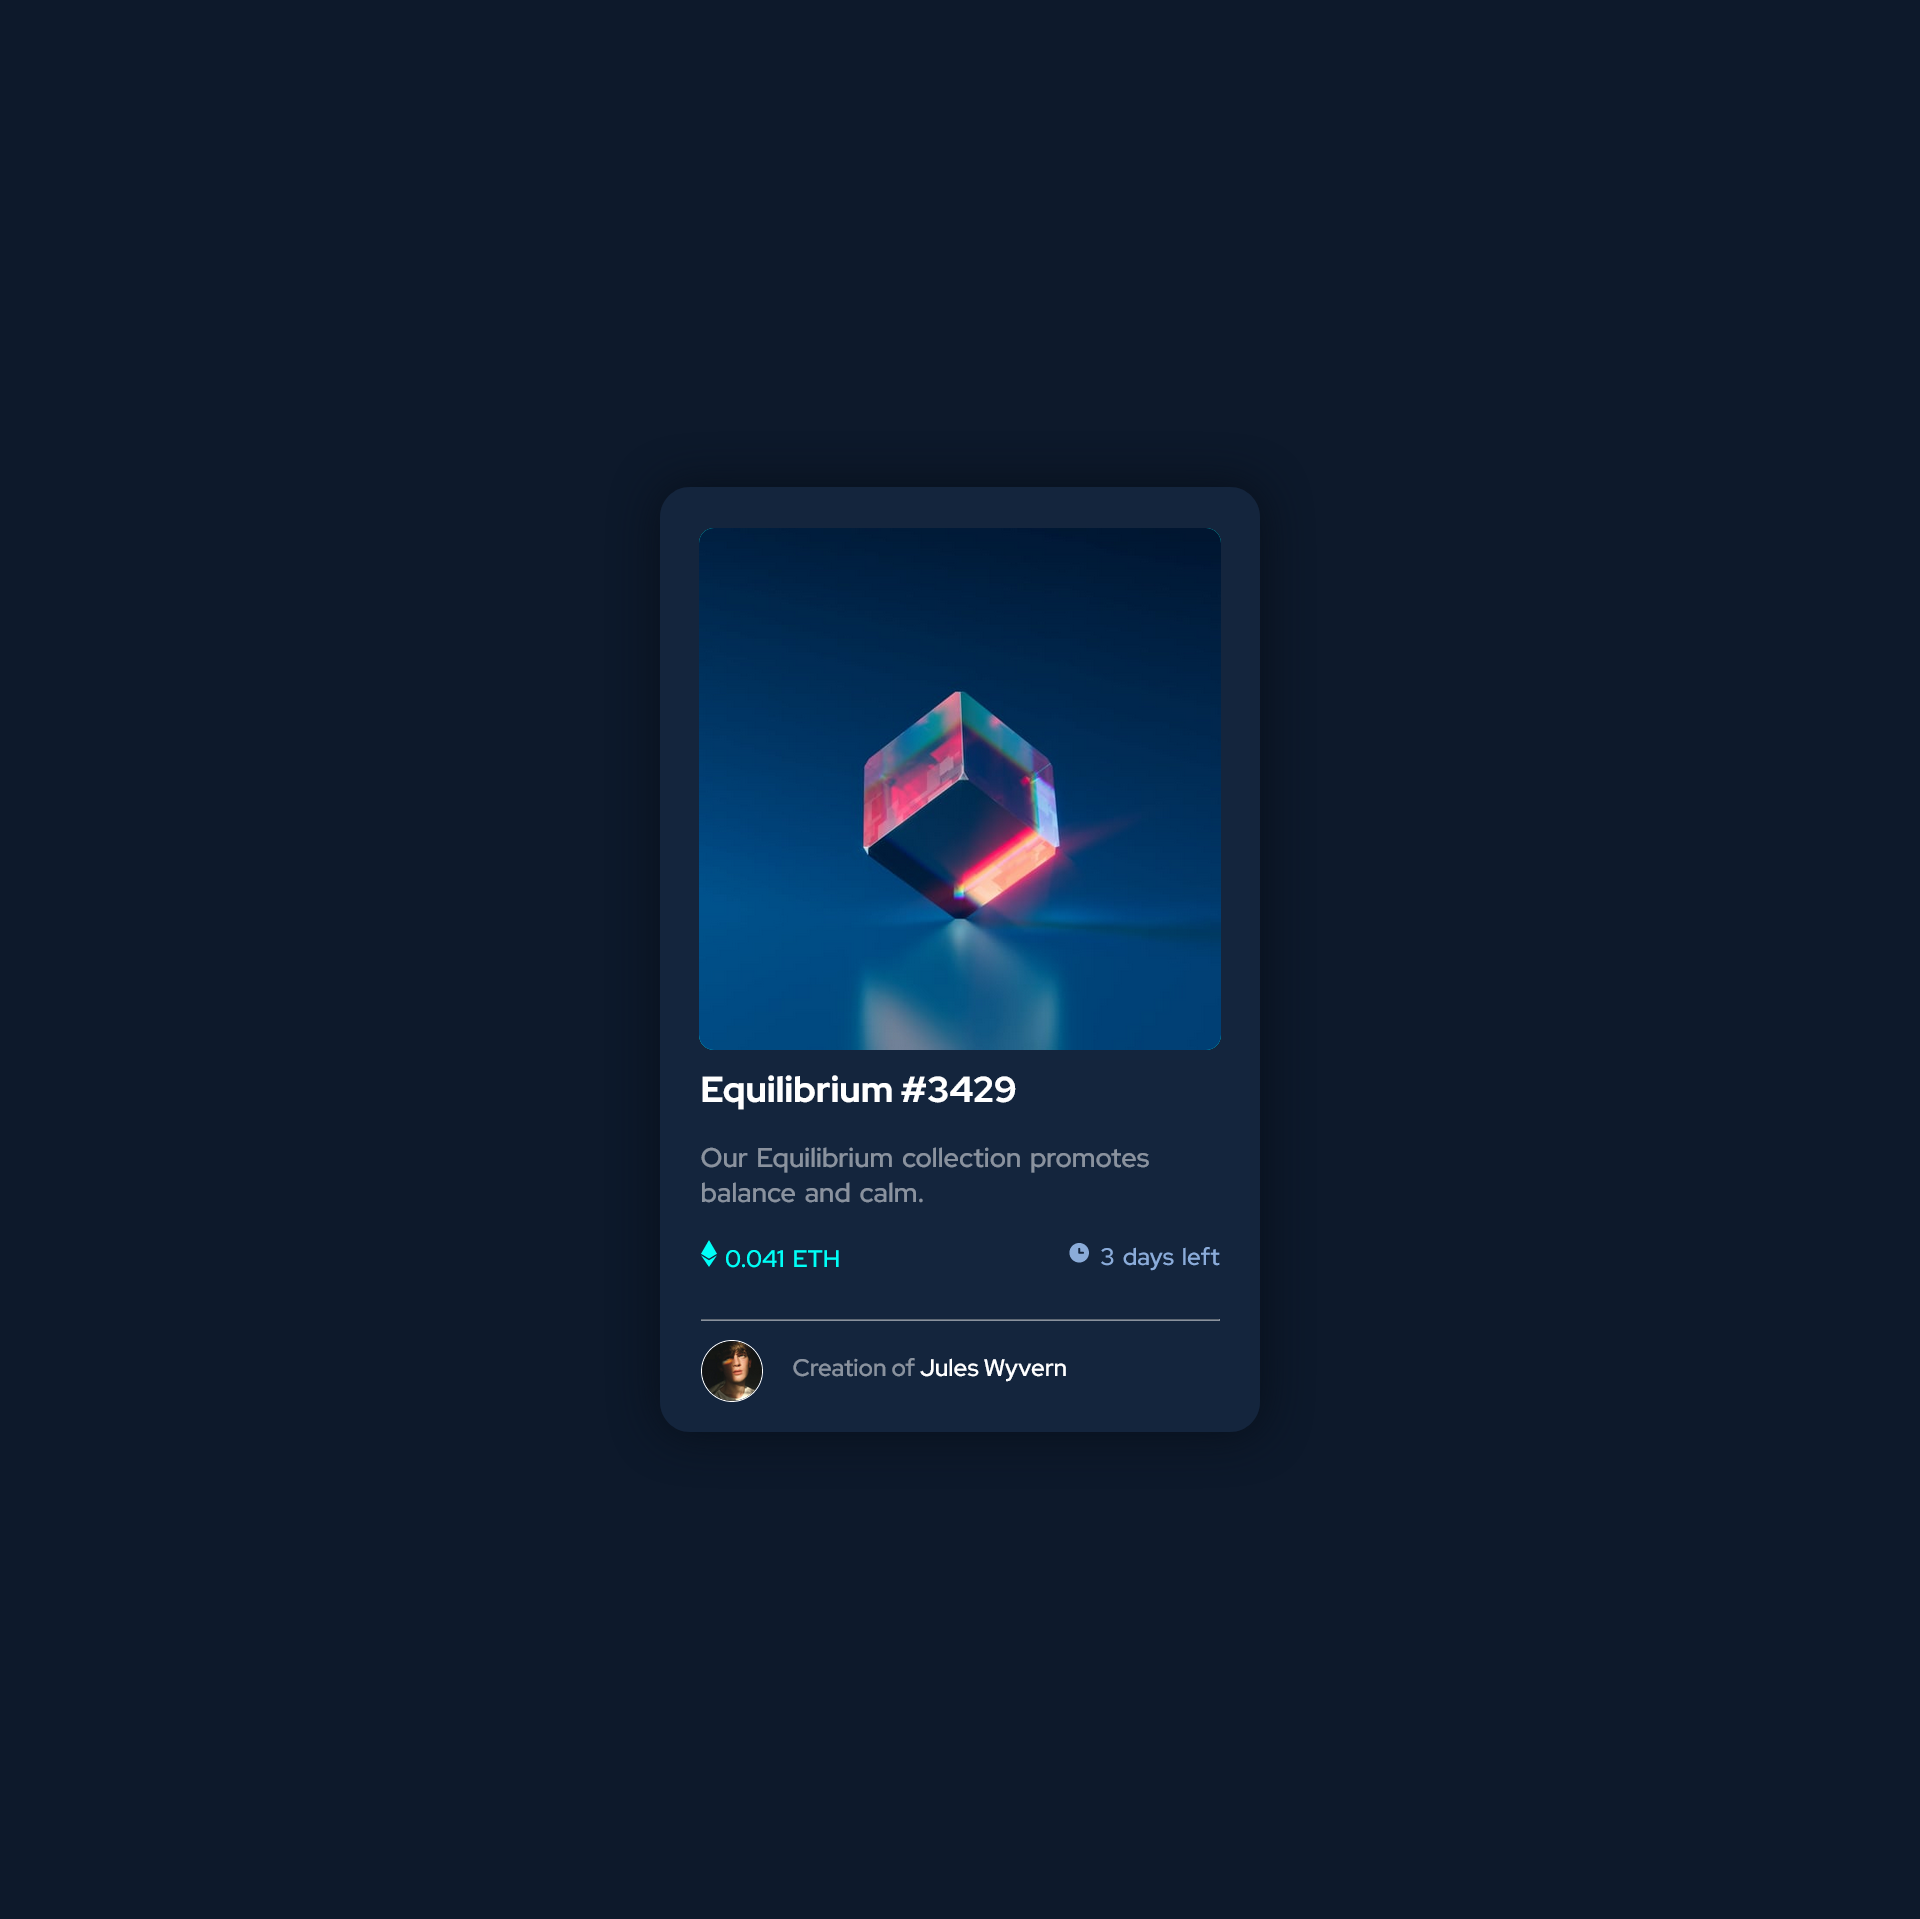 Equilibrium #3429
Our Equilibrium collection promotes
balance and calm.
0.041 ETH
3 days left
Creation of Jules Wyvern